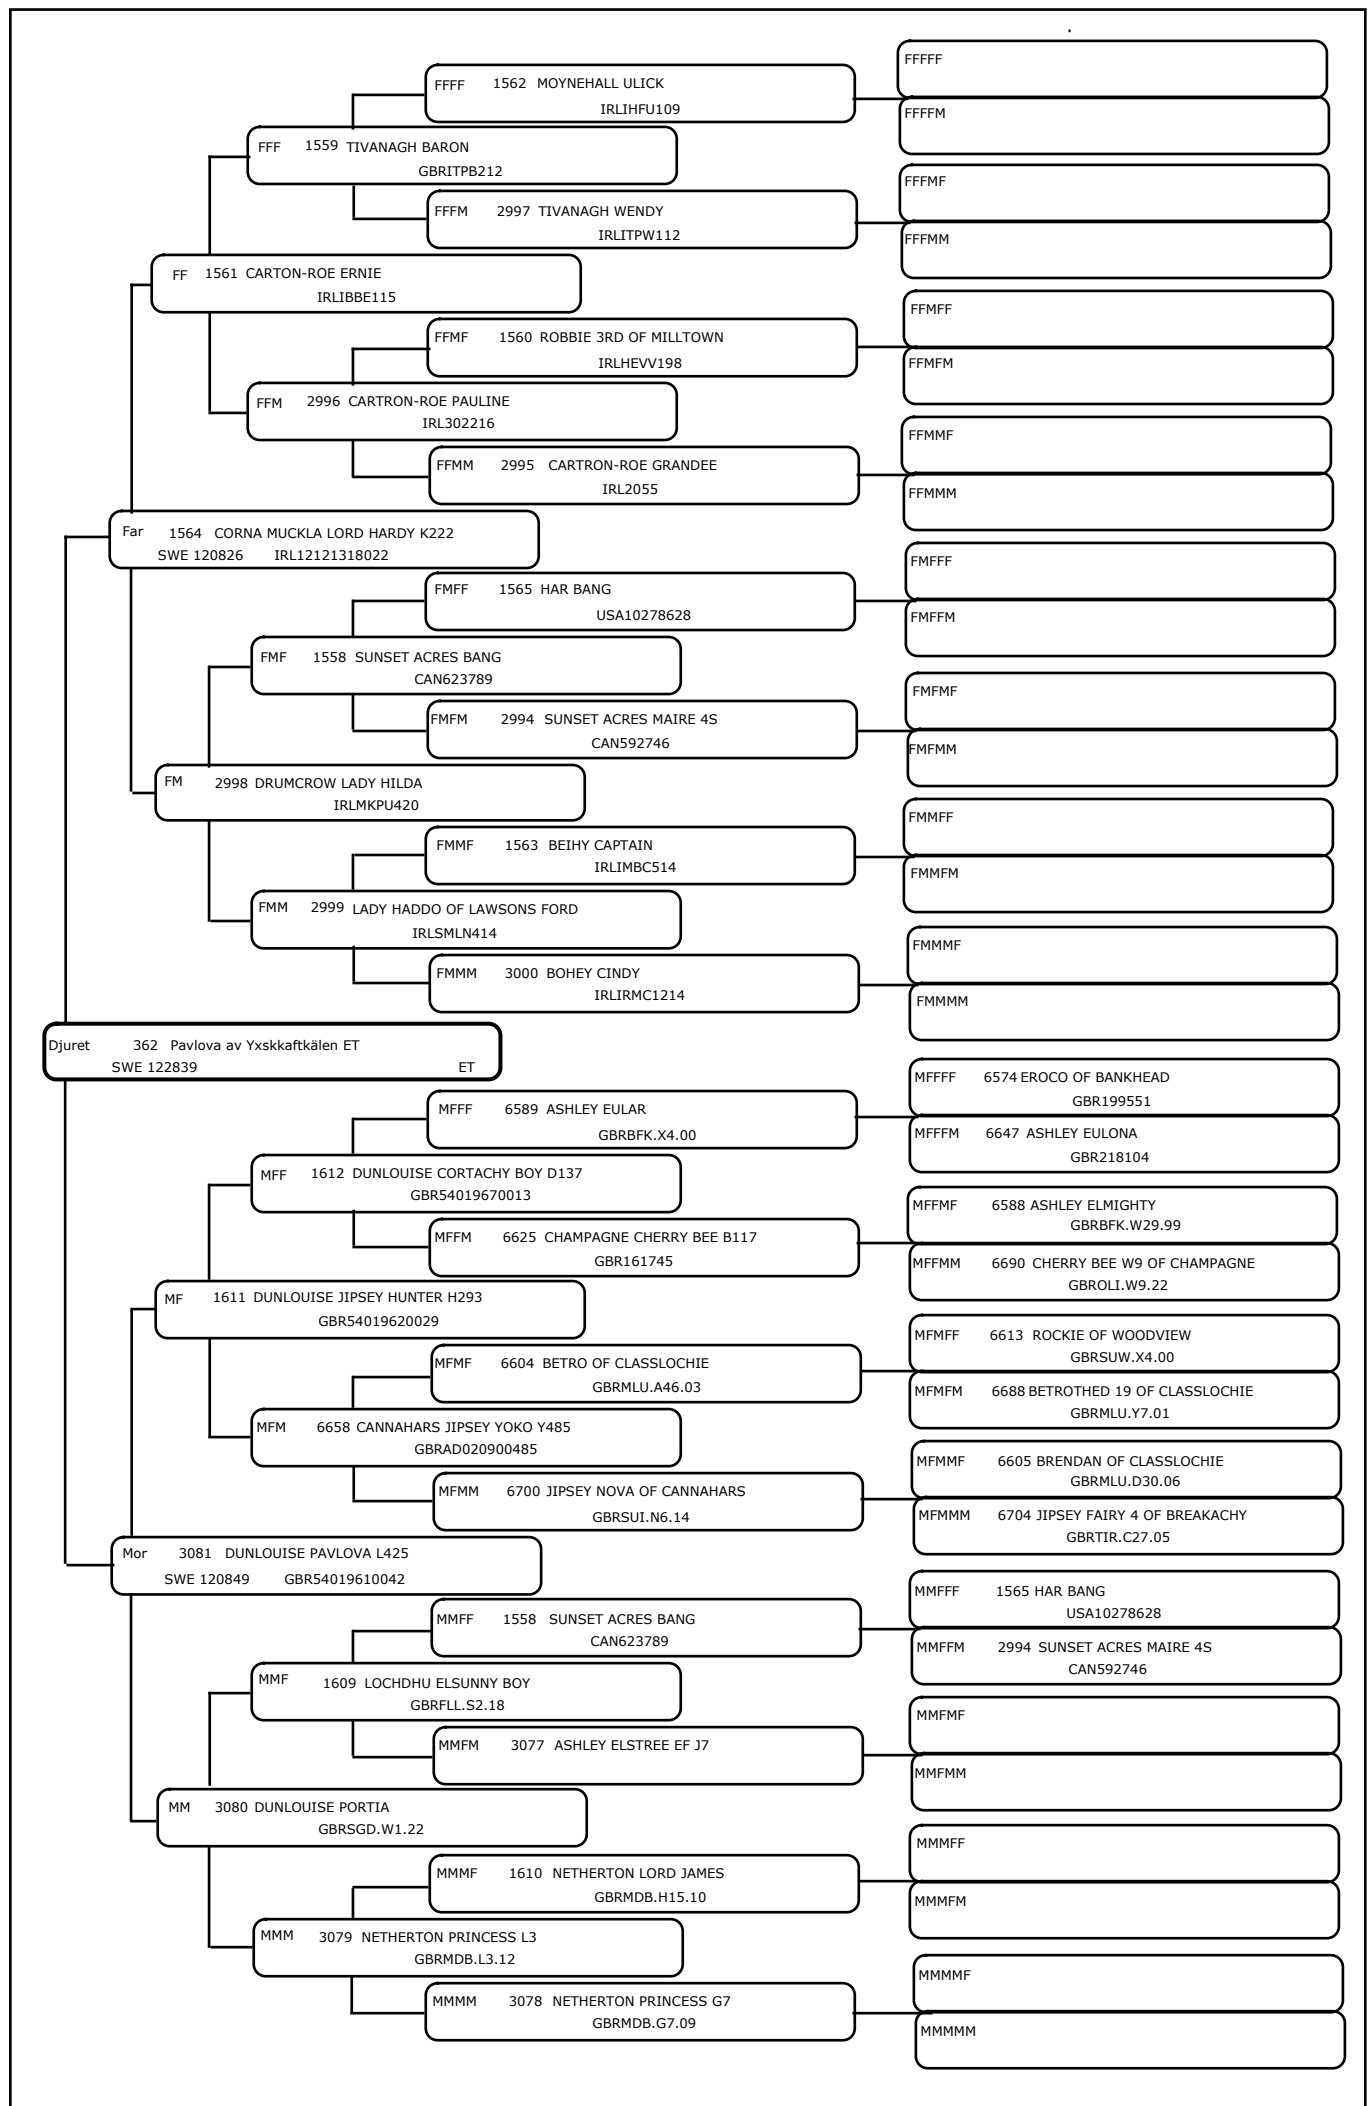 FFFFF
FFFF 1562 MOYNEHALL ULICK
IRLIHFU109
FFFFM
FFF 1559 TIVANAGH BARON
GBRITPB212
FFFMF
FFFM 2997 TIVANAGH WENDY
IRLITPW112
FFFMM
FF 1561 CARTON-ROE ERNIE
IRLIBBE115
FFMFF
FFMF 1560 ROBBIE 3RD OF MILLTOWN
IRLHEVV198
FFMFM
FFM 2996 CARTRON-ROE PAULINE
IRL302216
FFMMF
FFMM 2995 CARTRON-ROE GRANDEE
IRL2055
FFMMM
Far 1564 CORNA MUCKLA LORD HARDY K222
SWE 120826 IRL12121318022
FMFFF
FMFF 1565 HAR BANG
USA10278628
FMFFM
FMF 1558 SUNSET ACRES BANG
CAN623789
FMFMF
FMFM 2994 SUNSET ACRES MAIRE 4S
CAN592746
FMFMM
FM 2998 DRUMCROW LADY HILDA
IRLMKPU420
FMMFF
FMMF 1563 BEIHY CAPTAIN
IRLIMBC514
FMMFM
FMM 2999 LADY HADDO OF LAWSONS FORD
IRLSMLN414
FMMMF
FMMM 3000 BOHEY CINDY
IRLIRMC1214
FMMMM
Djuret 362 Pavlova av Yxskkaftkälen ET
SWE 122839 ET
MFFFF 6574 EROCO OF BANKHEAD
GBR199551
MFFF 6589 ASHLEY EULAR
GBRBFK.X4.00
MFFFM 6647 ASHLEY EULONA
GBR218104
MFF 1612 DUNLOUISE CORTACHY BOY D137
GBR54019670013
MFFMF 6588 ASHLEY ELMIGHTY
GBRBFK.W29.99
MFFM 6625 CHAMPAGNE CHERRY BEE B117
GBR161745
MFFMM 6690 CHERRY BEE W9 OF CHAMPAGNE
GBROLI.W9.22
MF 1611 DUNLOUISE JIPSEY HUNTER H293
GBR54019620029
MFMFF 6613 ROCKIE OF WOODVIEW
GBRSUW.X4.00
MFMF 6604 BETRO OF CLASSLOCHIE
GBRMLU.A46.03
MFMFM 6688 BETROTHED 19 OF CLASSLOCHIE
GBRMLU.Y7.01
MFM 6658 CANNAHARS JIPSEY YOKO Y485
GBRAD020900485
MFMMF 6605 BRENDAN OF CLASSLOCHIE
GBRMLU.D30.06
MFMM 6700 JIPSEY NOVA OF CANNAHARS
GBRSUI.N6.14
MFMMM 6704 JIPSEY FAIRY 4 OF BREAKACHY
GBRTIR.C27.05
Mor 3081 DUNLOUISE PAVLOVA L425
SWE 120849 GBR54019610042
MMFFF 1565 HAR BANG
USA10278628
MMFF 1558 SUNSET ACRES BANG
CAN623789
MMFFM 2994 SUNSET ACRES MAIRE 4S
CAN592746
MMF 1609 LOCHDHU ELSUNNY BOY
GBRFLL.S2.18
MMFMF
MMFM 3077 ASHLEY ELSTREE EF J7
MMFMM
MM 3080 DUNLOUISE PORTIA
GBRSGD.W1.22
MMMFF
MMMF 1610 NETHERTON LORD JAMES
GBRMDB.H15.10
MMMFM
MMM 3079 NETHERTON PRINCESS L3
GBRMDB.L3.12
MMMMF
MMMM 3078 NETHERTON PRINCESS G7
GBRMDB.G7.09
MMMMM